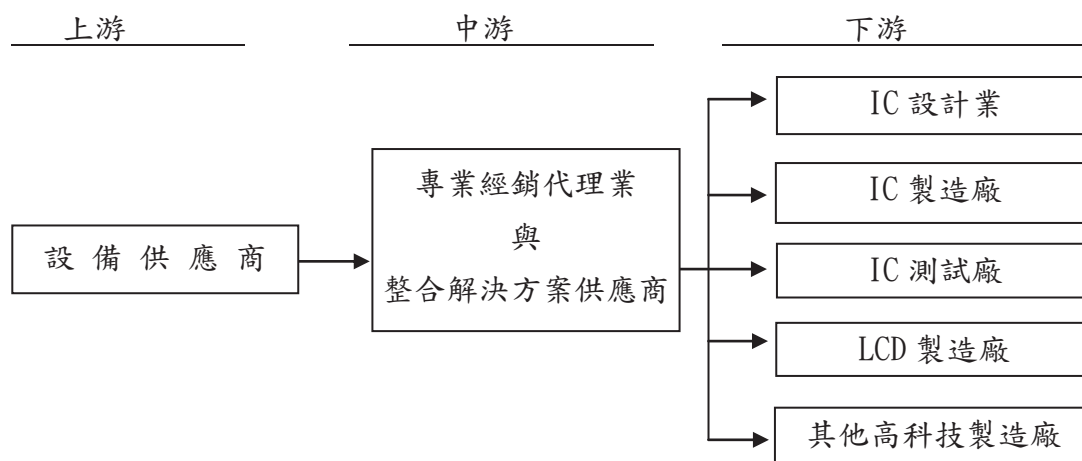 上游
中游
下游
設備供應商
專業經銷代理業
與
整合解決方案供應商
IC 設計業
IC 製造廠
IC 測試廠
LCD 製造廠
其他高科技製造廠